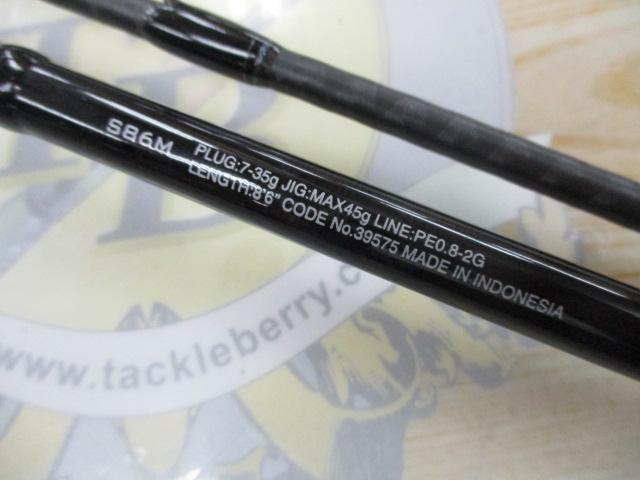 S86M
PLUG:7-35g JIG:MAX45g LINE:PE0.8-2G
LENGTH:8'6" CODE No.39575 MADE IN INDONESIA
www.tackleberry.co